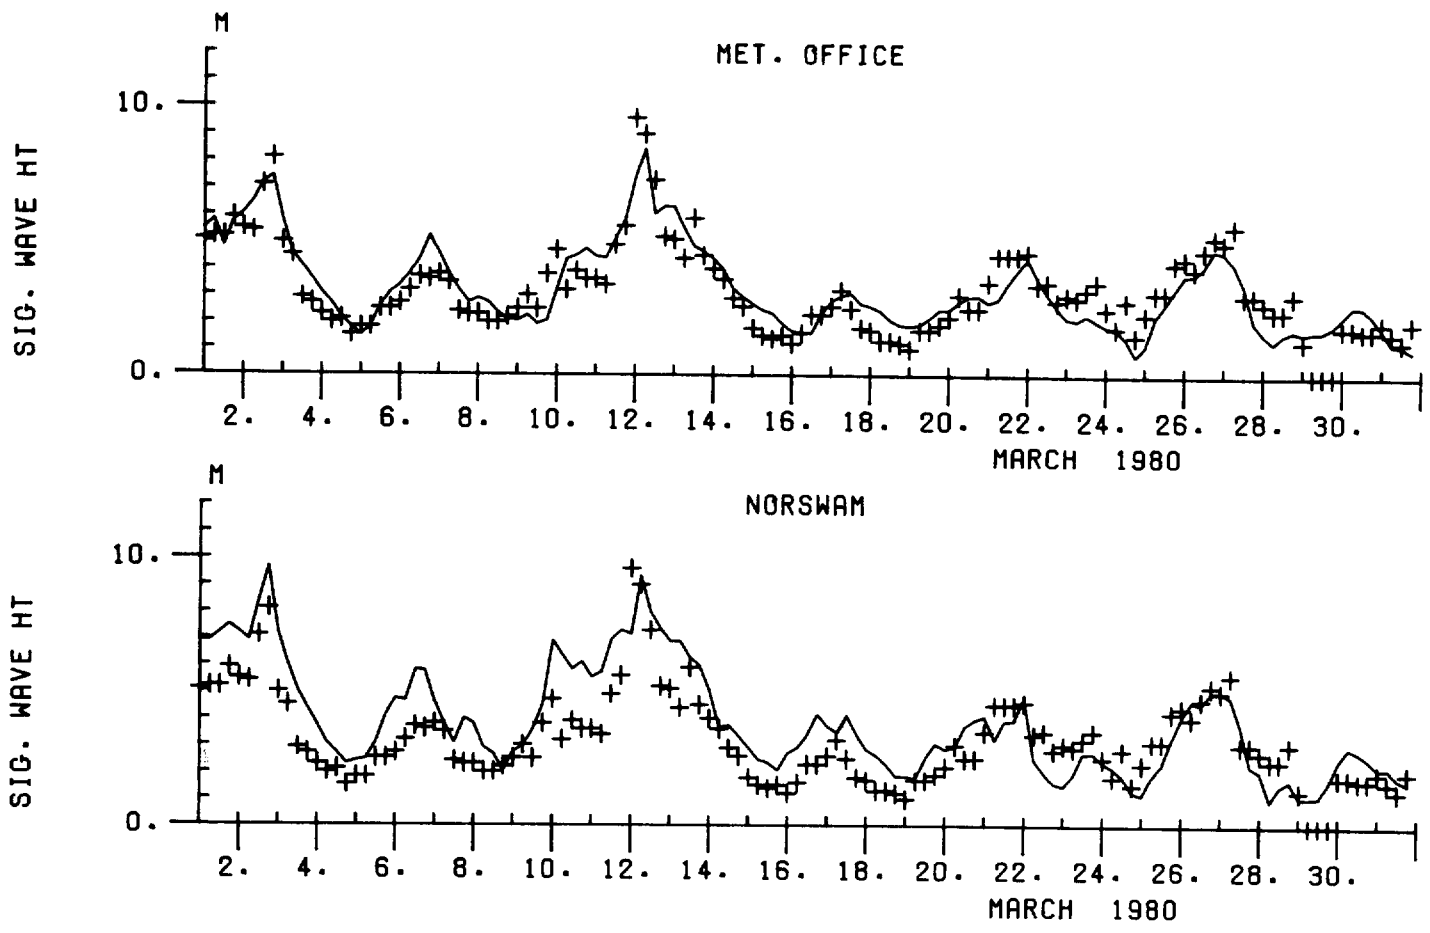 M
MET. OFFICE
10.
SIG. WAVE HT
0.
2. 4. 6. 8. 10. 12. 14. 16. 18. 20. 22. 24. 26. 28. 30.
MARCH 1980
M
NORSWAM
10.
SIG. WAVE HT
0.
2. 4. 6. 8. 10. 12. 14. 16. 18. 20. 22. 24. 26. 28. 30.
MARCH 1980